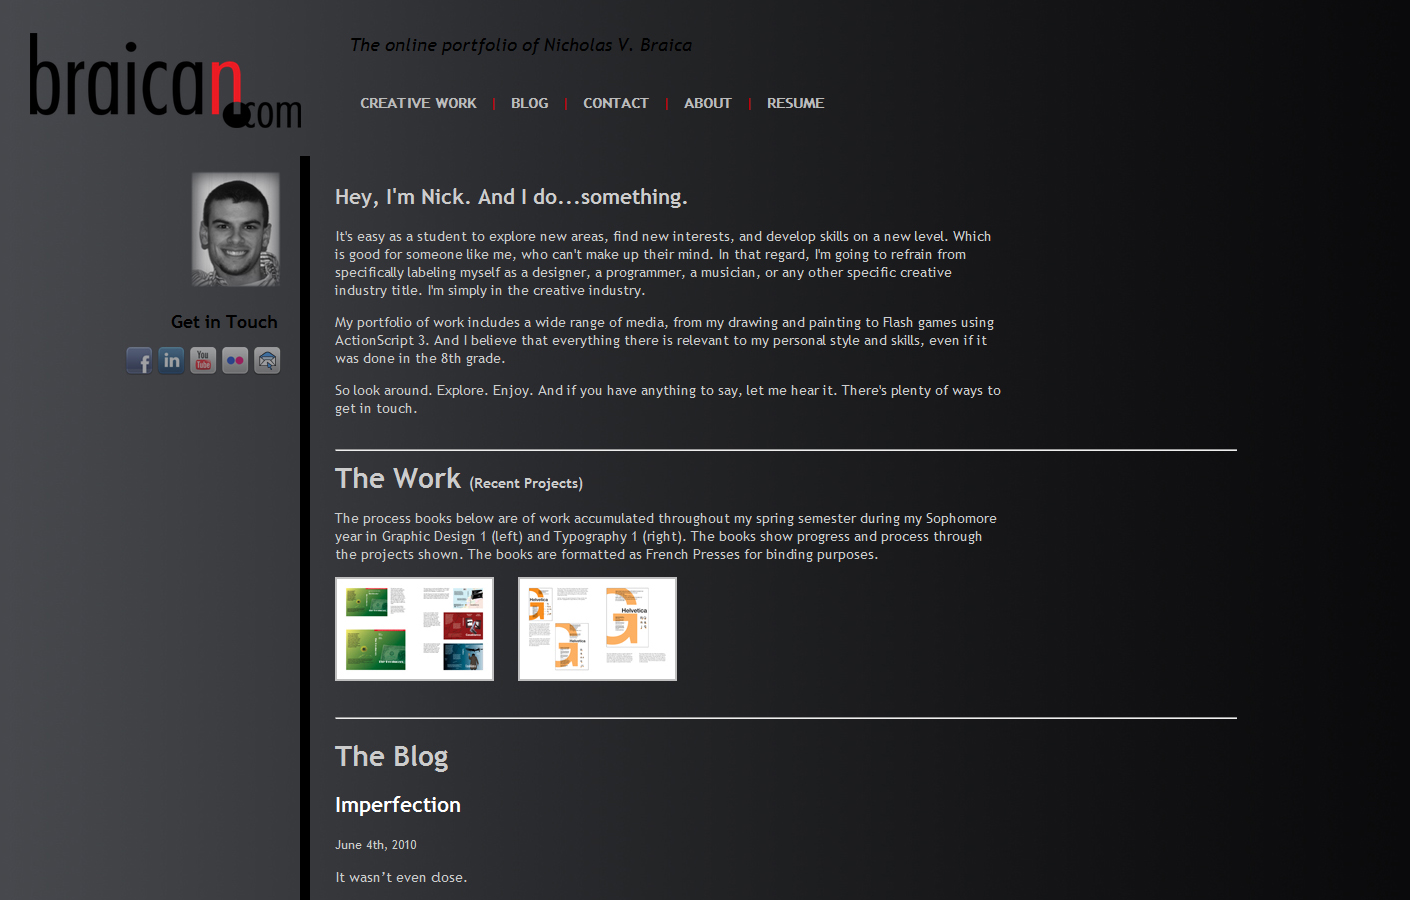 braican.com
The online portfolio of Nicholas V. Braica
CREATIVE WORK | BLOG | CONTACT | ABOUT | RESUME
Get in Touch
f in You Tube
Hey, I'm Nick. And I do...something.
It's easy as a student to explore new areas, find new interests, and develop skills on a new level. Which
is good for someone like me, who can't make up their mind. In that regard, I'm going to refrain from
specifically labeling myself as a designer, a programmer, a musician, or any other specific creative
industry title. I'm simply in the creative industry.
My portfolio of work includes a wide range of media, from my drawing and painting to Flash games using
ActionScript 3. And I believe that everything there is relevant to my personal style and skills, even if it
was done in the 8th grade.
So look around. Explore. Enjoy. And if you have anything to say, let me hear it. There's plenty of ways to
get in touch.
The Work (Recent Projects)
The process books below are of work accumulated throughout my spring semester during my Sophomore
year in Graphic Design 1 (left) and Typography 1 (right). The books show progress and process through
the projects shown. The books are formatted as French Presses for binding purposes.
Helvetica
Helvetica
Helvetica
The Blog
Imperfection
June 4th, 2010
It wasn’t even close.